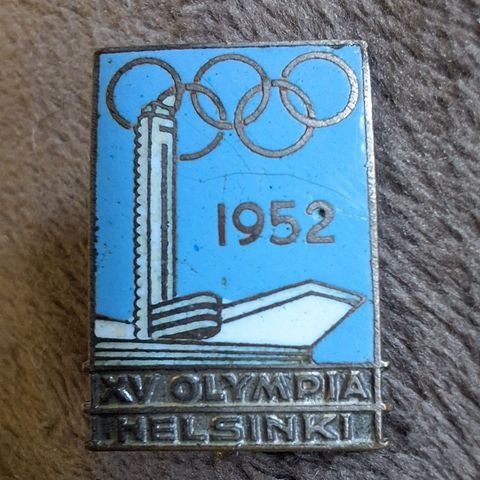 1952
XV OLYMPIA
HELSINKI